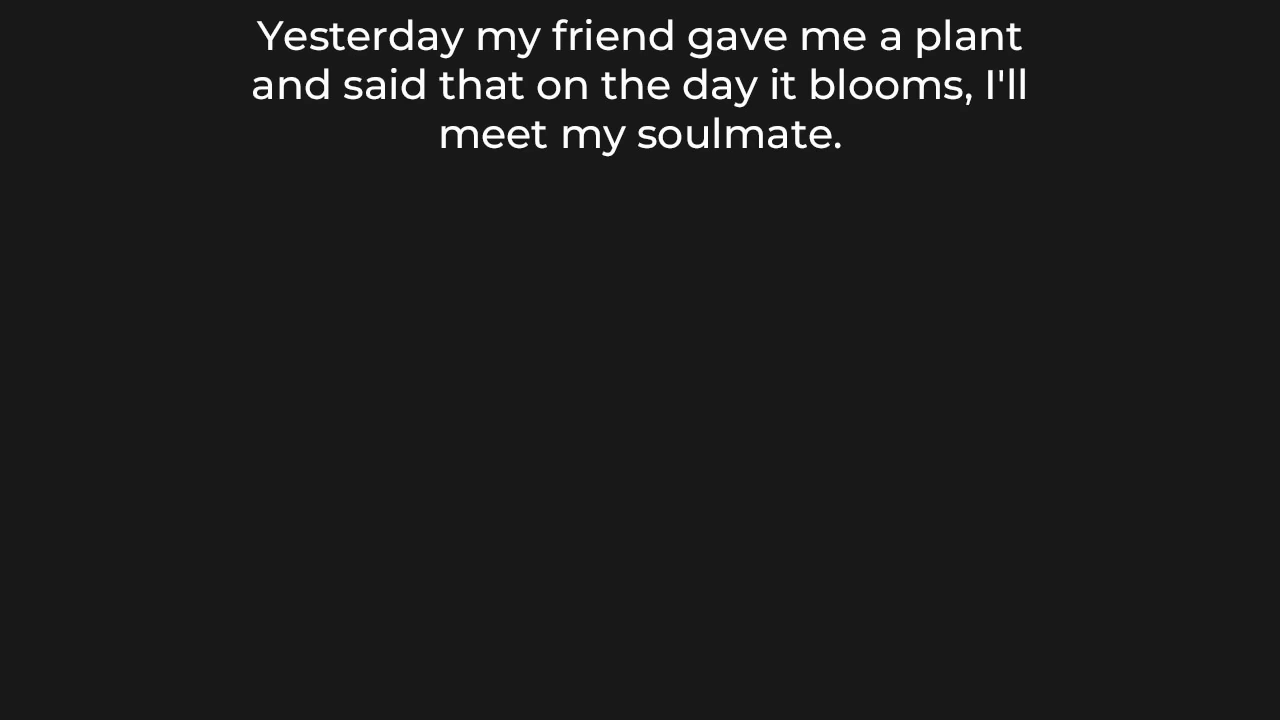 Yesterday my friend gave me a plant
and said that on the day it blooms, I'll
meet my soulmate.